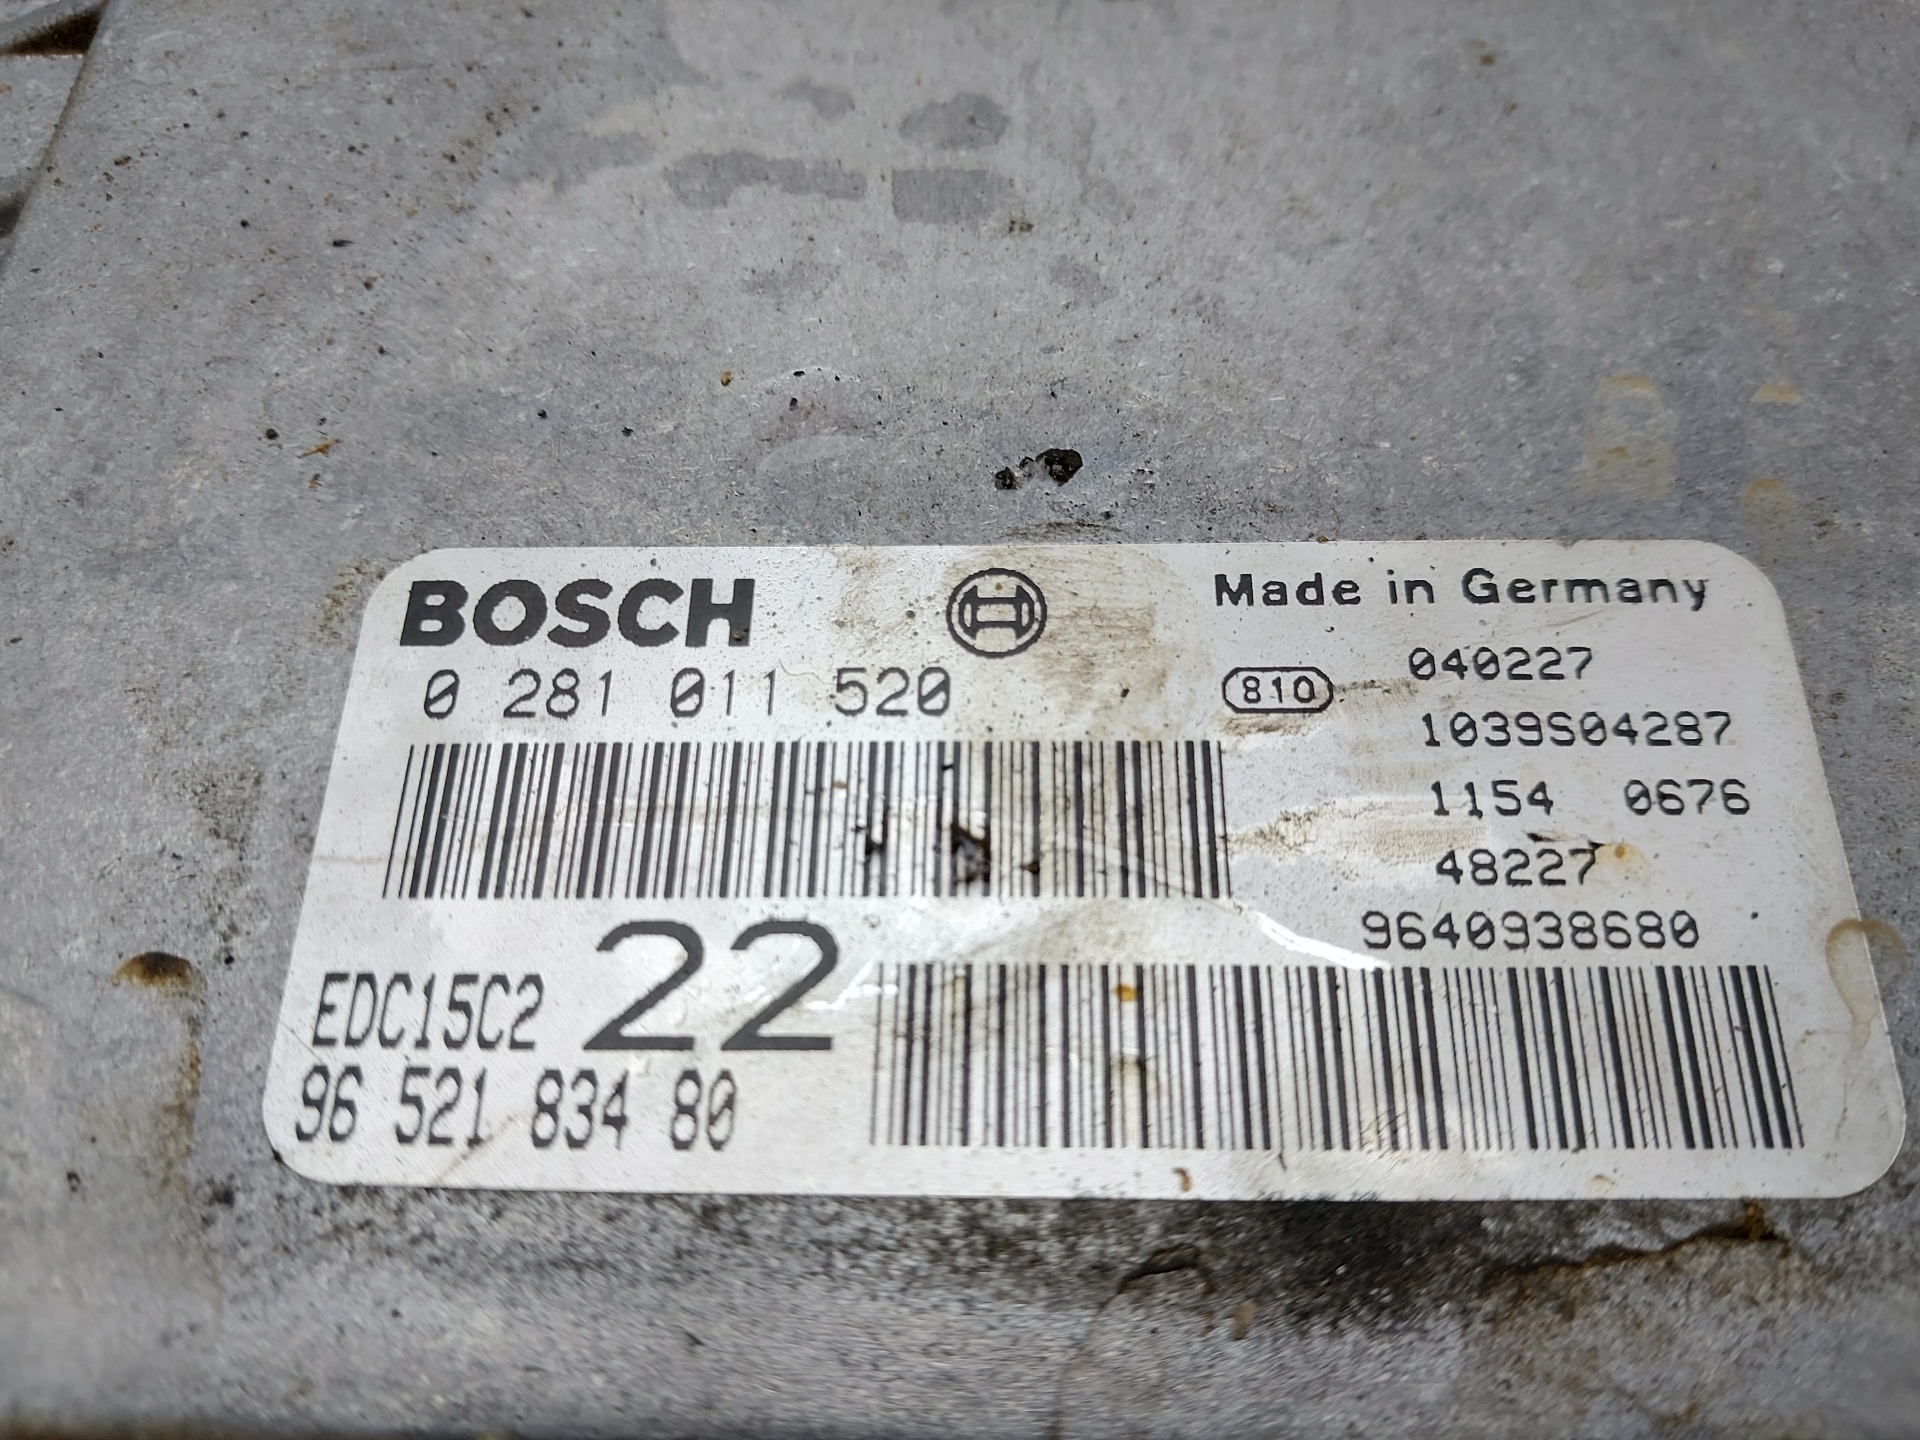 BOSCH
Made in Germany
0 281 011 520
810
040227
1039S04287
1154 0676
48227
9640938680
EDC15C2 22
96 521 834 80